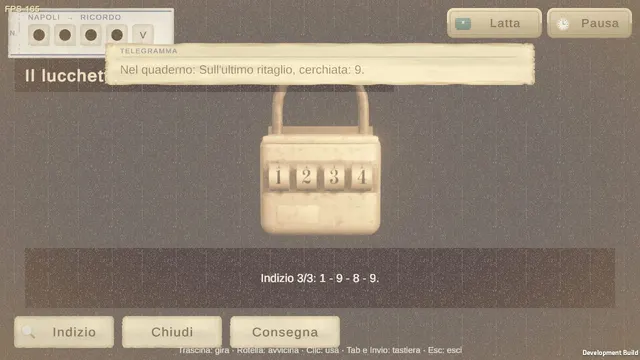 FPS 165
NAPOLI → RICORDO
N.
V
Latta
Pausa
TELEGRAMMA
Nel quaderno: Sull'ultimo ritaglio, cerchiata: 9.
Il lucchet
1 2 3 4
Indizio 3/3: 1 - 9 - 8 - 9.
Indizio
Chiudi
Consegna
Trascina: gira · Rotella: avvicina · Clic: usa · Tab e Invio: tastiera · Esc: esci
Development Build